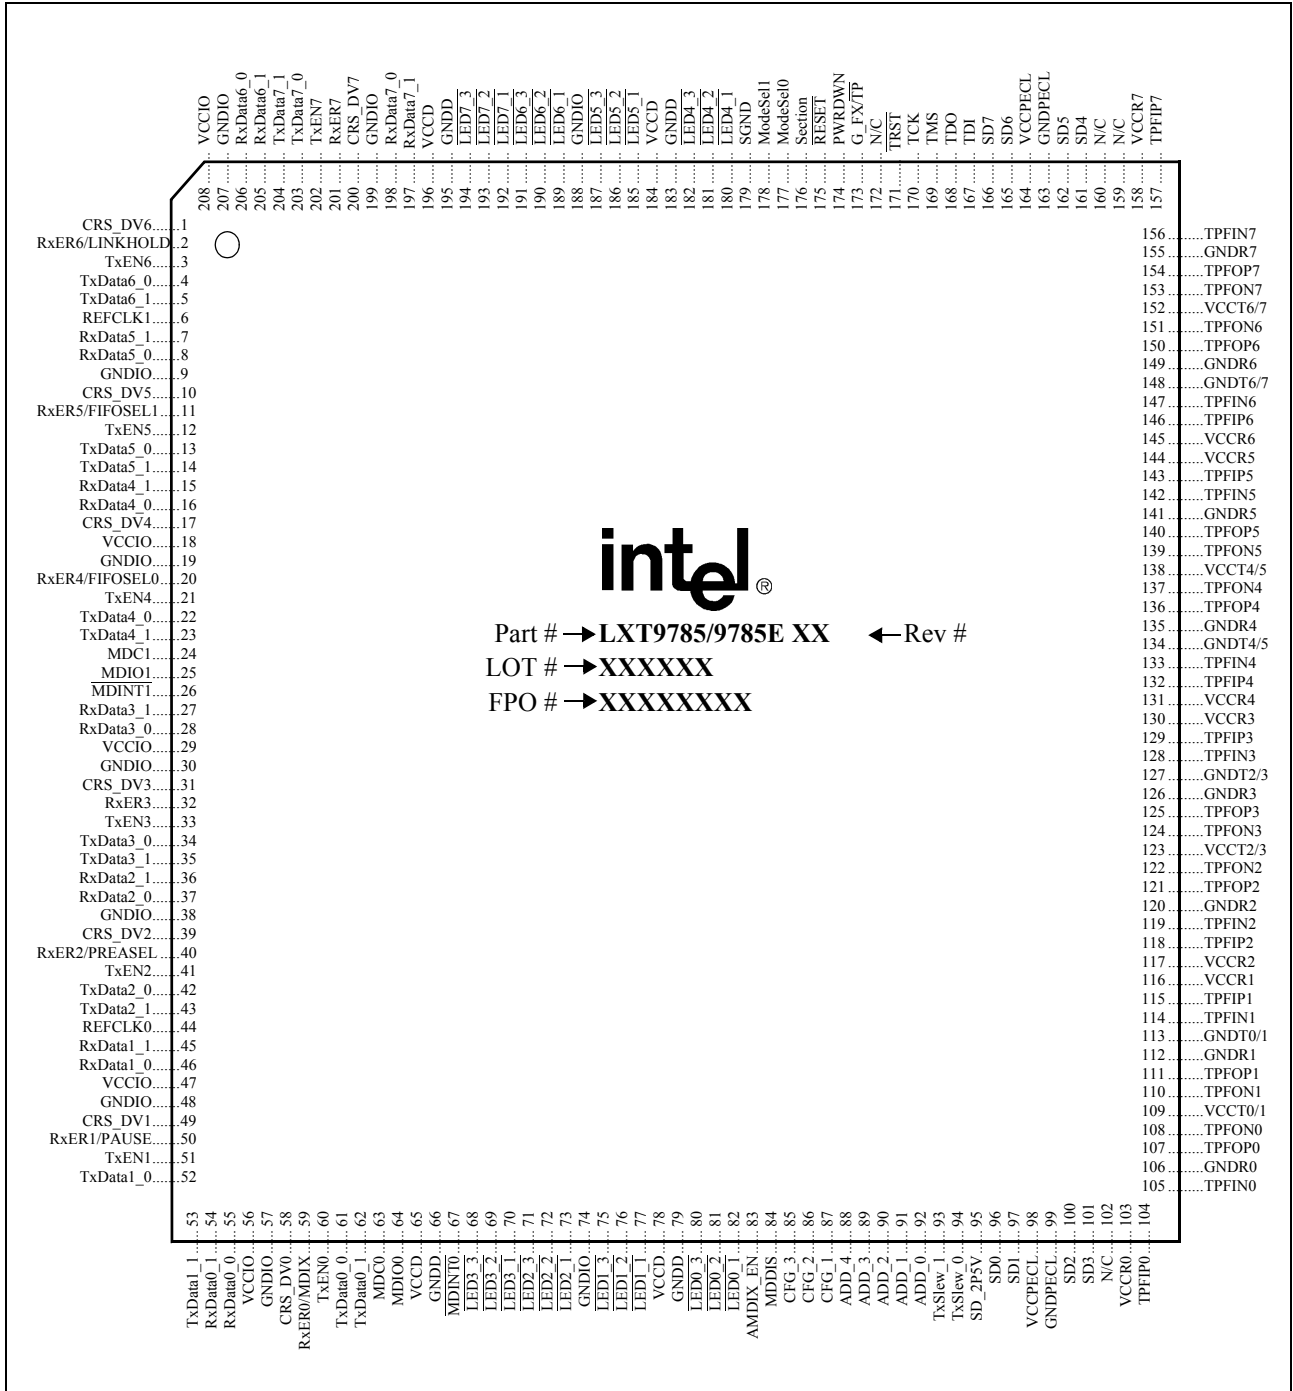 208 VCCIO
207 GNDIO
206 RxData6_0
205 RxData6_1
204 TxData7_1
203 TxData7_0
202 TxEN7
201 RxER7
200 CRS_DV7
199 GNDIO
198 RxData7_0
197 RxData7_1
196 VCCD
195 GNDD
194 LED7_3
193 LED7_2
192 LED7_1
191 LED6_3
190 LED6_2
189 LED6_1
188 GNDIO
187 LED5_3
186 LED5_2
185 LED5_1
184 VCCD
183 GNDD
182 LED4_3
181 LED4_2
180 LED4_1
179 SGND
178 ModeSel1
177 ModeSel0
176 Section
175 RESET
174 PWRDWN
173 G_FX/TP
172 N/C
171 TRST
170 TCK
169 TMS
168 TDO
167 TDI
166 SD7
165 SD6
164 VCCPECL
163 GNDPECL
162 SD5
161 SD4
160 N/C
159 N/C
158 VCCR7
157 TPFIP7
CRS_DV6 1
RxER6/LINKHOLD 2
TxEN6 3
TxData6_0 4
TxData6_1 5
REFCLK1 6
RxData5_1 7
RxData5_0 8
GNDIO 9
CRS_DV5 10
RxER5/FIFOSEL1 11
TxEN5 12
TxData5_0 13
TxData5_1 14
RxData4_1 15
RxData4_0 16
CRS_DV4 17
VCCIO 18
GNDIO 19
RxER4/FIFOSEL0 20
TxEN4 21
TxData4_0 22
TxData4_1 23
MDC1 24
MDIO1 25
MDINT1 26
RxData3_1 27
RxData3_0 28
VCCIO 29
GNDIO 30
CRS_DV3 31
RxER3 32
TxEN3 33
TxData3_0 34
TxData3_1 35
RxData2_1 36
RxData2_0 37
GNDIO 38
CRS_DV2 39
RxER2/PREASEL 40
TxEN2 41
TxData2_0 42
TxData2_1 43
REFCLK0 44
RxData1_1 45
RxData1_0 46
VCCIO 47
GNDIO 48
CRS_DV1 49
RxER1/PAUSE 50
TxEN1 51
TxData1_0 52
intel ®
Part # LXT9785/9785E XX Rev #
LOT # XXXXXX
FPO # XXXXXXXX
156 TPFIN7
155 GNDR7
154 TPFOP7
153 TPFON7
152 VCCT6/7
151 TPFON6
150 TPFOP6
149 GNDR6
148 GNDT6/7
147 TPFIN6
146 TPFIP6
145 VCCR6
144 VCCR5
143 TPFIP5
142 TPFIN5
141 GNDR5
140 TPFOP5
139 TPFON5
138 VCCT4/5
137 TPFON4
136 TPFOP4
135 GNDR4
134 GNDT4/5
133 TPFIN4
132 TPFIP4
131 VCCR4
130 VCCR3
129 TPFIP3
128 TPFIN3
127 GNDT2/3
126 GNDR3
125 TPFOP3
124 TPFON3
123 VCCT2/3
122 TPFON2
121 TPFOP2
120 GNDR2
119 TPFIN2
118 TPFIP2
117 VCCR2
116 VCCR1
115 TPFIP1
114 TPFIN1
113 GNDT0/1
112 GNDR1
111 TPFOP1
110 TPFON1
109 VCCT0/1
108 TPFON0
107 TPFOP0
106 GNDR0
105 TPFIN0
TxData1_1 53
RxData0_1 54
RxData0_0 55
VCCIO 56
GNDIO 57
CRS_DV0 58
RxER0/MDIX 59
TxEN0 60
TxData0_0 61
TxData0_1 62
MDC0 63
MDIO0 64
VCCD 65
GNDD 66
MDINT0 67
LED3_3 68
LED3_2 69
LED3_1 70
LED2_3 71
LED2_2 72
LED2_1 73
GNDIO 74
LED1_3 75
LED1_2 76
LED1_1 77
VCCD 78
GNDD 79
LED0_3 80
LED0_2 81
LED0_1 82
AMDIX_EN 83
MDDIS 84
CFG_3 85
CFG_2 86
CFG_1 87
ADD_4 88
ADD_3 89
ADD_2 90
ADD_1 91
ADD_0 92
TxSlew_1 93
TxSlew_0 94
SD_2P5V 95
SD0 96
SD1 97
VCCPECL 98
GNDPECL 99
SD2 100
SD3 101
N/C 102
VCCR0 103
TPFIP0 104